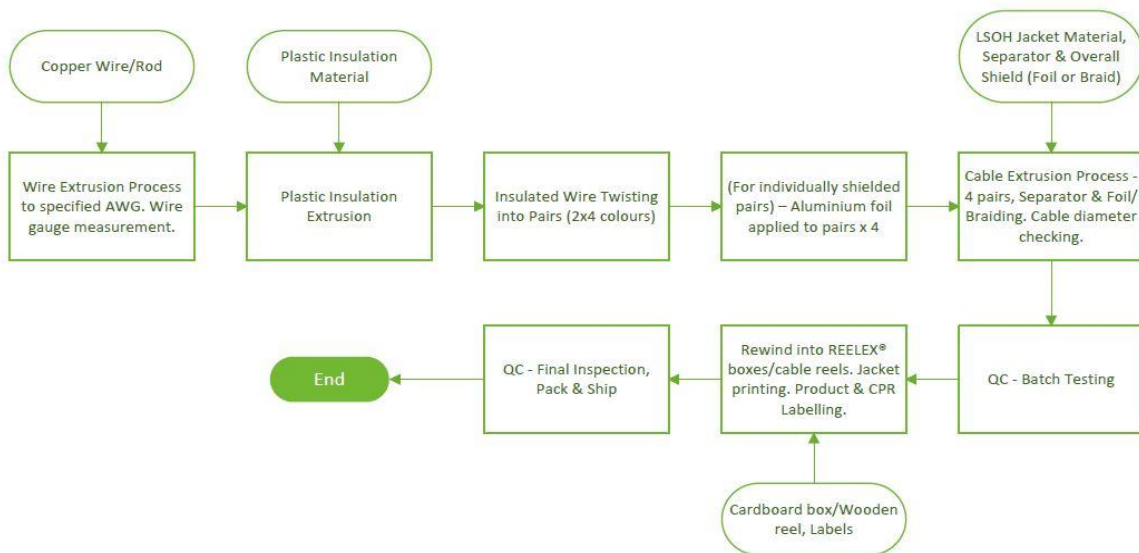 Copper Wire/Rod
Plastic Insulation
Material
LSOH Jacket Material,
Separator & Overall
Shield (Foil or Braid)
Wire Extrusion Process
to specified AWG. Wire
gauge measurement.
Plastic Insulation
Extrusion
Insulated Wire Twisting
into Pairs (2x4 colours)
(For individually shielded
pairs) – Aluminium foil
applied to pairs x 4
Cable Extrusion Process -
4 pairs, Separator & Foil/
Braiding. Cable diameter
checking.
End
QC - Final Inspection,
Pack & Ship
Rewind into REELEX®
boxes/cable reels. Jacket
printing. Product & CPR
Labelling.
QC - Batch Testing
Cardboard box/Wooden
reel, Labels